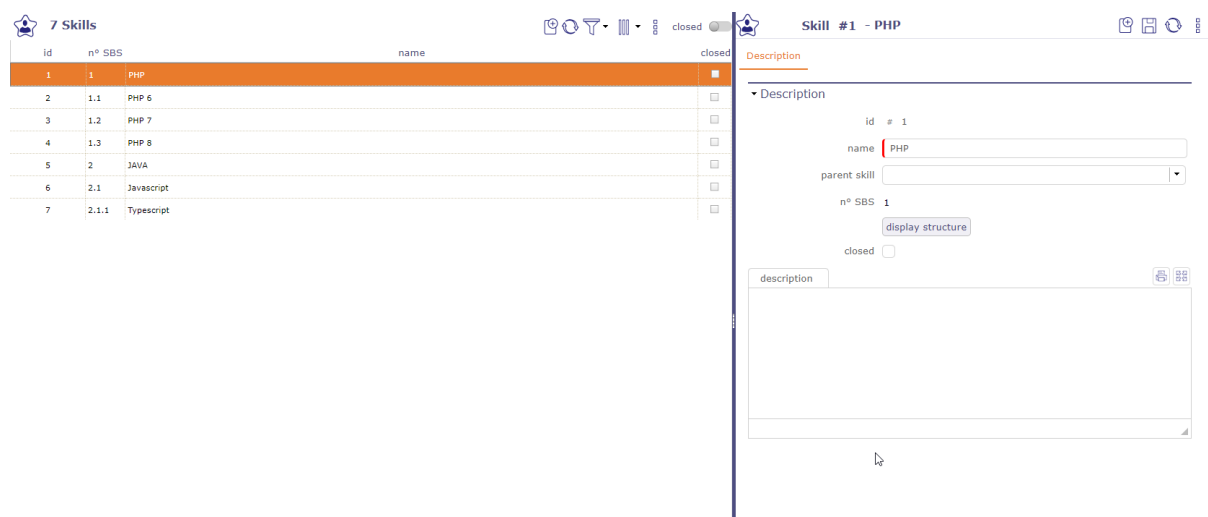 7 Skills
closed
id n° SBS name closed
1 1 PHP
2 1.1 PHP 6
3 1.2 PHP 7
4 1.3 PHP 8
5 2 JAVA
6 2.1 Javascript
7 2.1.1 Typescript
Skill #1 - PHP
Description
Description
id # 1
name PHP
parent skill
n° SBS 1
display structure
closed
description